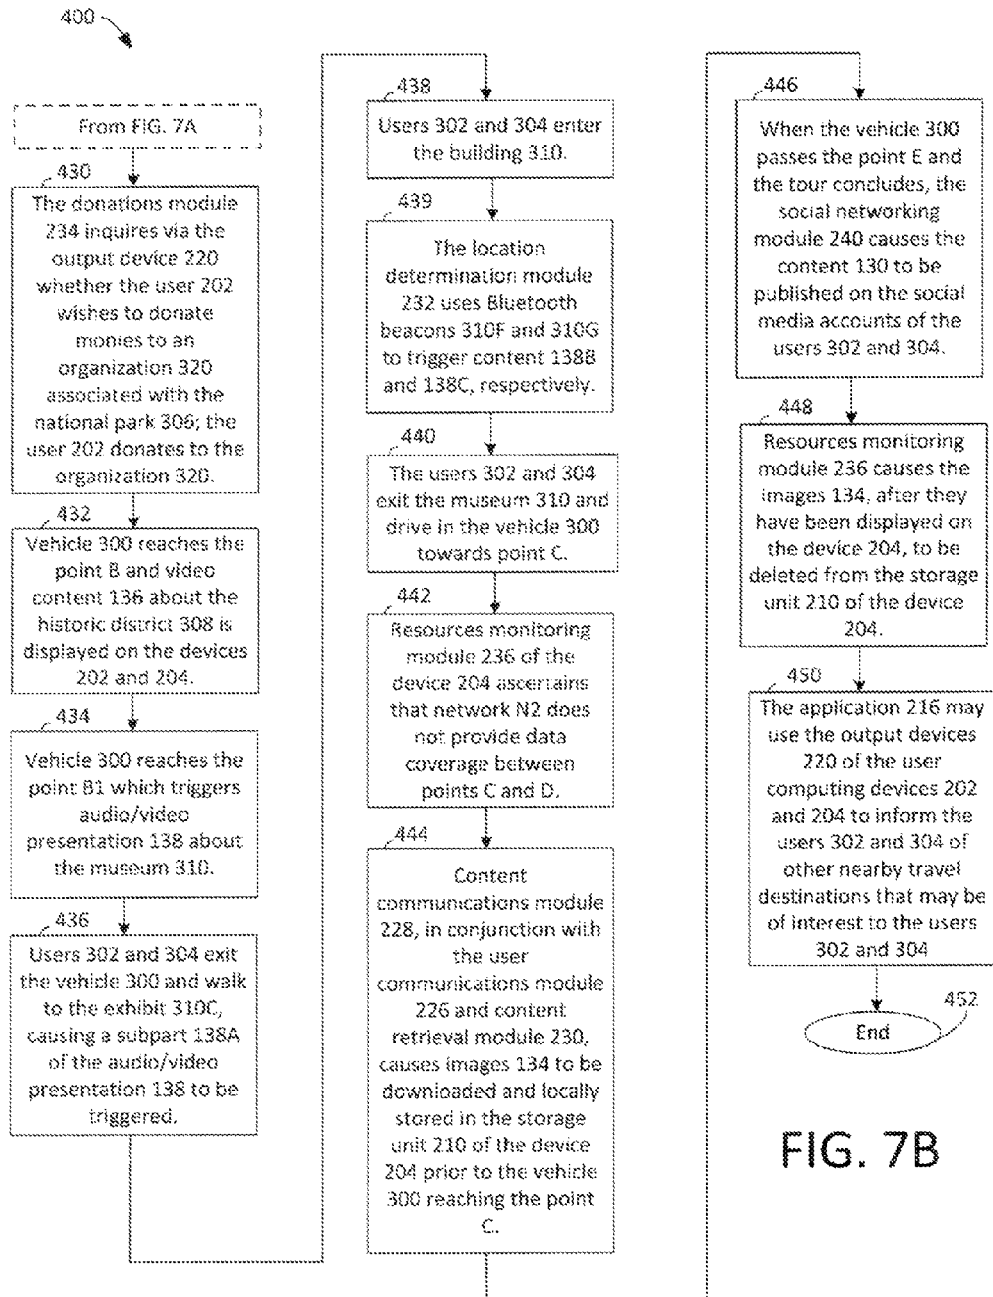 400
From FIG. 7A
430
The donations module
234 inquires via the
output device 220
whether the user 202
wishes to donate
monies to an
organization 320
associated with the
national park 306; the
user 202 donates to the
organization 320.
432
Vehicle 300 reaches the
point B and video
content 136 about the
historic district 308 is
displayed on the devices
202 and 204.
434
Vehicle 300 reaches the
point B1 which triggers
audio/video
presentation 138 about
the museum 310.
436
Users 302 and 304 exit
the vehicle 300 and walk
to the exhibit 310C,
causing a subpart 138A
of the audio/video
presentation 138 to be
triggered.
438
Users 302 and 304 enter
the building 310.
439
The location
determination module
232 uses Bluetooth
beacons 310F and 310G
to trigger content 138B
and 138C, respectively.
440
The users 302 and 304
exit the museum 310 and
drive in the vehicle 300
towards point C.
442
Resources monitoring
module 236 of the
device 204 ascertains
that network N2 does
not provide data
coverage between
points C and D.
444
Content
communications module
228, in conjunction with
the user
communications module
226 and content
retrieval module 230,
causes images 134 to be
downloaded and locally
stored in the storage
unit 210 of the device
204 prior to the vehicle
300 reaching the point
C.
446
When the vehicle 300
passes the point E and
the tour concludes, the
social networking
module 240 causes the
content 130 to be
published on the social
media accounts of the
users 302 and 304.
448
Resources monitoring
module 236 causes the
images 134, after they
have been displayed on
the device 204, to be
deleted from the storage
unit 210 of the device
204.
450
The application 216 may
use the output devices
220 of the user
computing devices 202
and 204 to inform the
users 302 and 304 of
other nearby travel
destinations that may be
of interest to the users
302 and 304
452
End
FIG. 7B